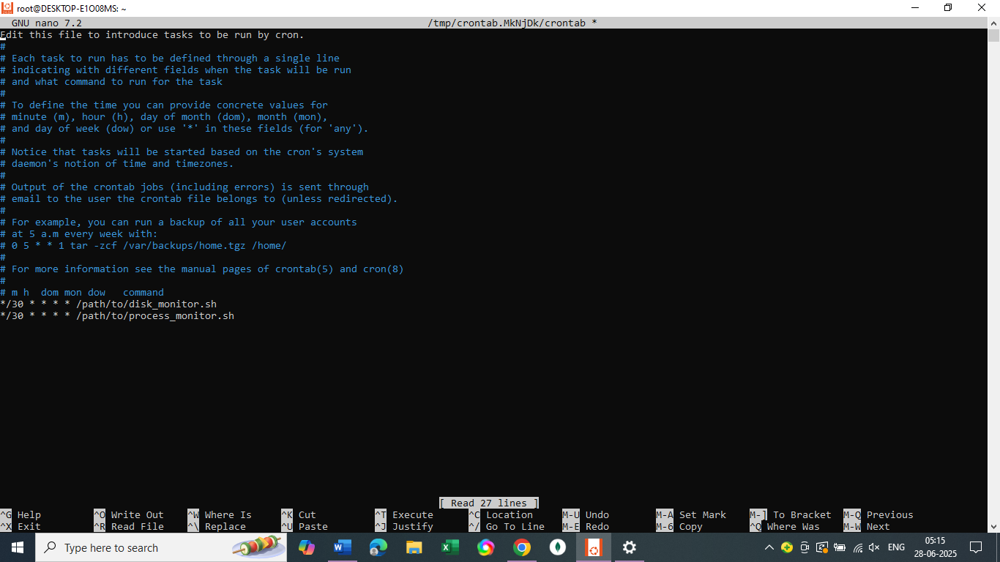 root@DESKTOP-E1O08MS: ~
GNU nano 7.2 /tmp/crontab.MkNjDk/crontab *
Edit this file to introduce tasks to be run by cron.
#
# Each task to run has to be defined through a single line
# indicating with different fields when the task will be run
# and what command to run for the task
#
# To define the time you can provide concrete values for
# minute (m), hour (h), day of month (dom), month (mon),
# and day of week (dow) or use '*' in these fields (for 'any').
#
# Notice that tasks will be started based on the cron's system
# daemon's notion of time and timezones.
#
# Output of the crontab jobs (including errors) is sent through
# email to the user the crontab file belongs to (unless redirected).
#
# For example, you can run a backup of all your user accounts
# at 5 a.m every week with:
# 0 5 * * 1 tar -zcf /var/backups/home.tgz /home/
#
# For more information see the manual pages of crontab(5) and cron(8)
#
# m h  dom mon dow   command
*/30 * * * * /path/to/disk_monitor.sh
*/30 * * * * /path/to/process_monitor.sh
[ Read 27 lines ]
^G Help ^O Write Out ^W Where Is ^K Cut ^T Execute ^C Location M-U Undo M-A Set Mark M-] To Bracket M-Q Previous
^X Exit ^R Read File ^\ Replace ^U Paste ^J Justify ^/ Go To Line M-E Redo M-6 Copy ^Q Where Was M-W Next
Type here to search
ENG
05:15
28-06-2025